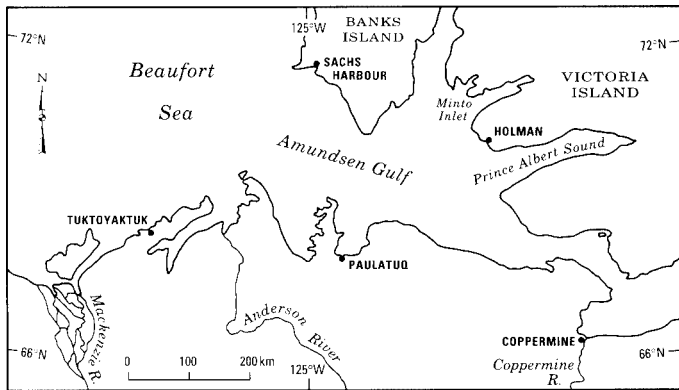 72°N
125°W
BANKS
ISLAND
72°N
Beaufort
Sea
SACHS
HARBOUR
VICTORIA
ISLAND
Minto
Inlet
N
HOLMAN
Amundsen Gulf
Prince Albert Sound
TUKTOYAKTUK
PAULATUQ
Mackenzie R.
Anderson River
COPPERMINE
66°N
0 100 200 km
125°W
Coppermine
R.
66°N